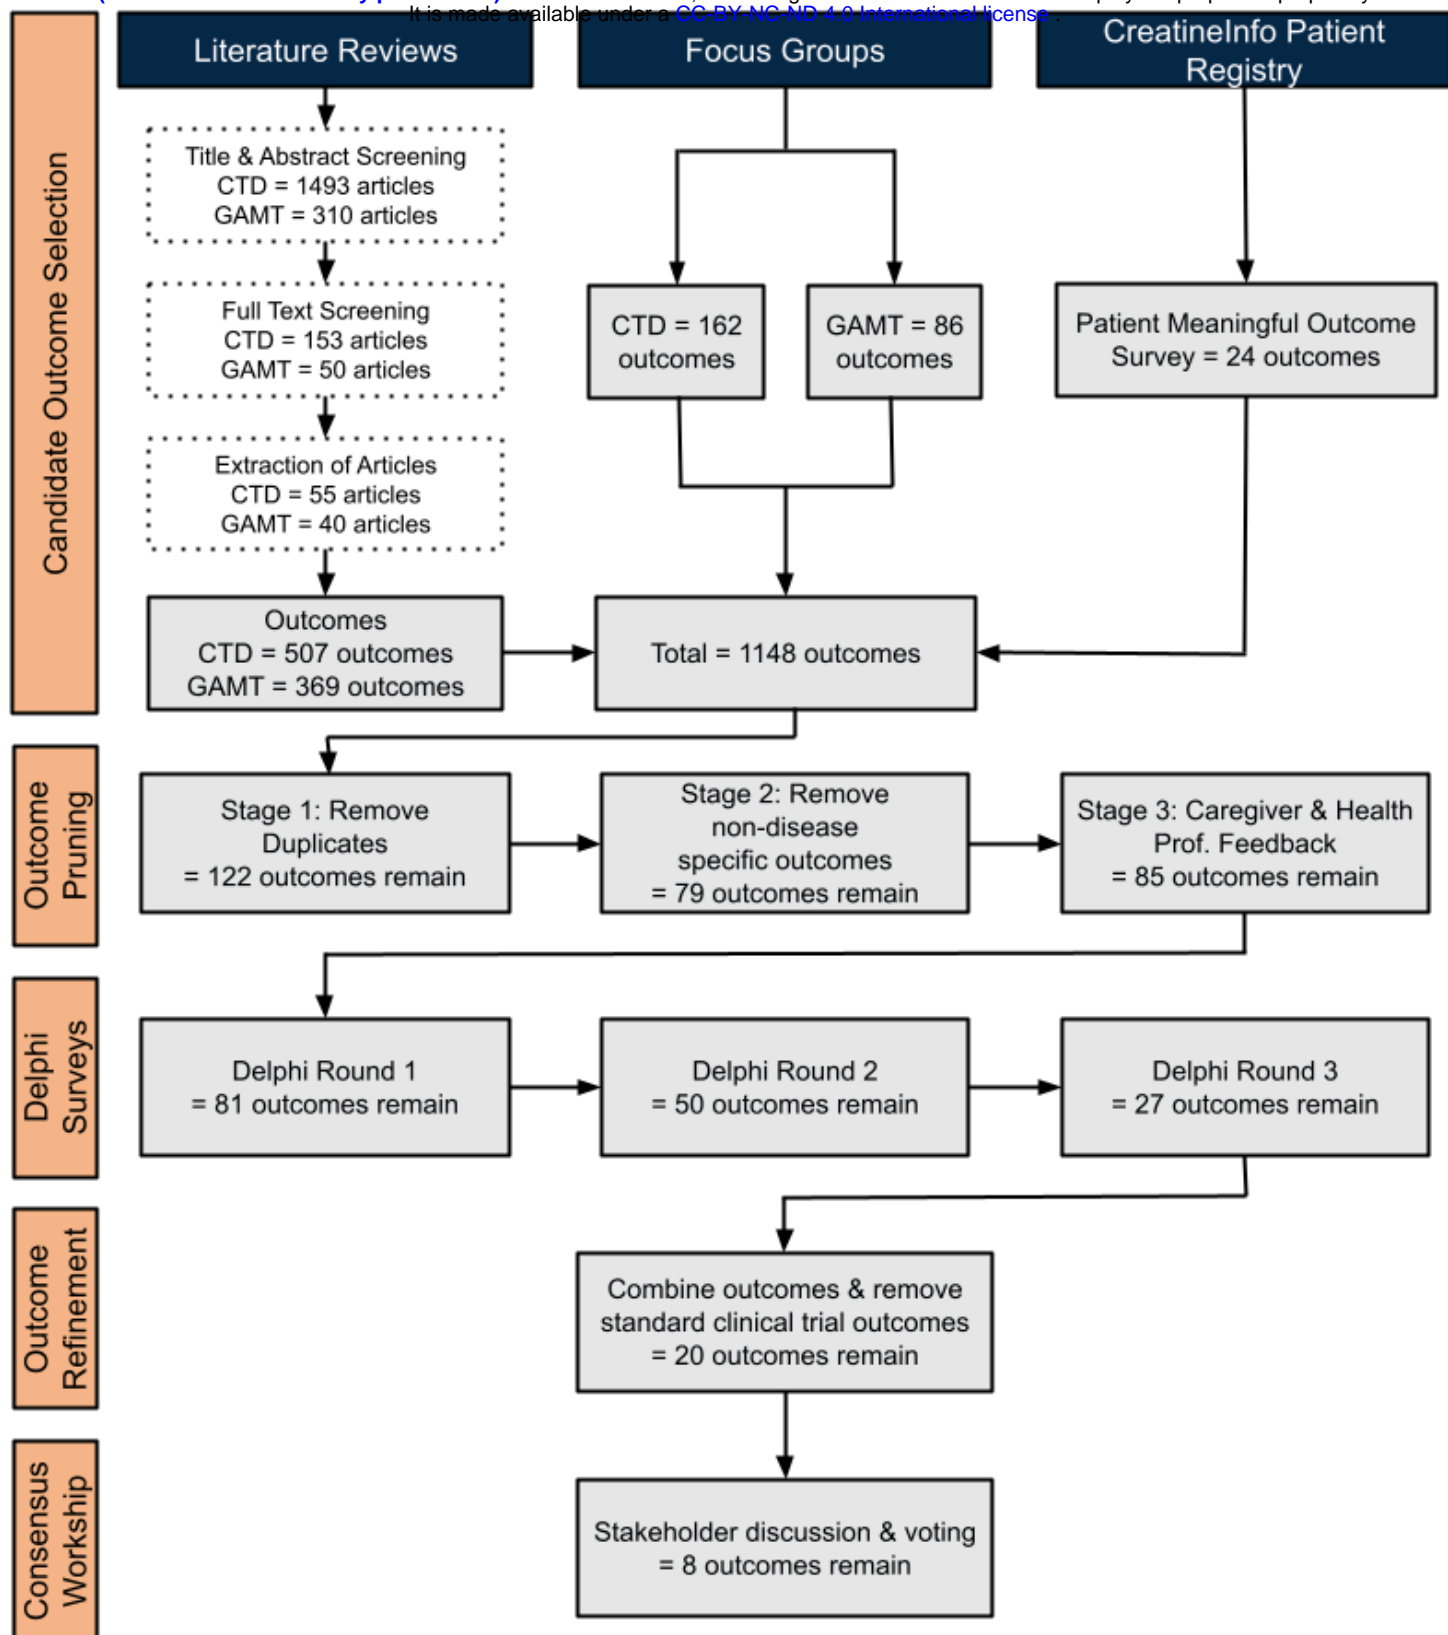 It is made available under a CC-BY-NC-ND 4.0 International license .
Literature Reviews
Focus Groups
CreatineInfo Patient
Registry
Candidate Outcome Selection
Title & Abstract Screening
CTD = 1493 articles
GAMT = 310 articles
Full Text Screening
CTD = 153 articles
GAMT = 50 articles
Extraction of Articles
CTD = 55 articles
GAMT = 40 articles
Outcomes
CTD = 507 outcomes
GAMT = 369 outcomes
CTD = 162
outcomes
GAMT = 86
outcomes
Patient Meaningful Outcome
Survey = 24 outcomes
Total = 1148 outcomes
Outcome
Pruning
Stage 1: Remove
Duplicates
= 122 outcomes remain
Stage 2: Remove
non-disease
specific outcomes
= 79 outcomes remain
Stage 3: Caregiver & Health
Prof. Feedback
= 85 outcomes remain
Delphi
Surveys
Delphi Round 1
= 81 outcomes remain
Delphi Round 2
= 50 outcomes remain
Delphi Round 3
= 27 outcomes remain
Outcome
Refinement
Combine outcomes & remove
standard clinical trial outcomes
= 20 outcomes remain
Consensus
Workship
Stakeholder discussion & voting
= 8 outcomes remain